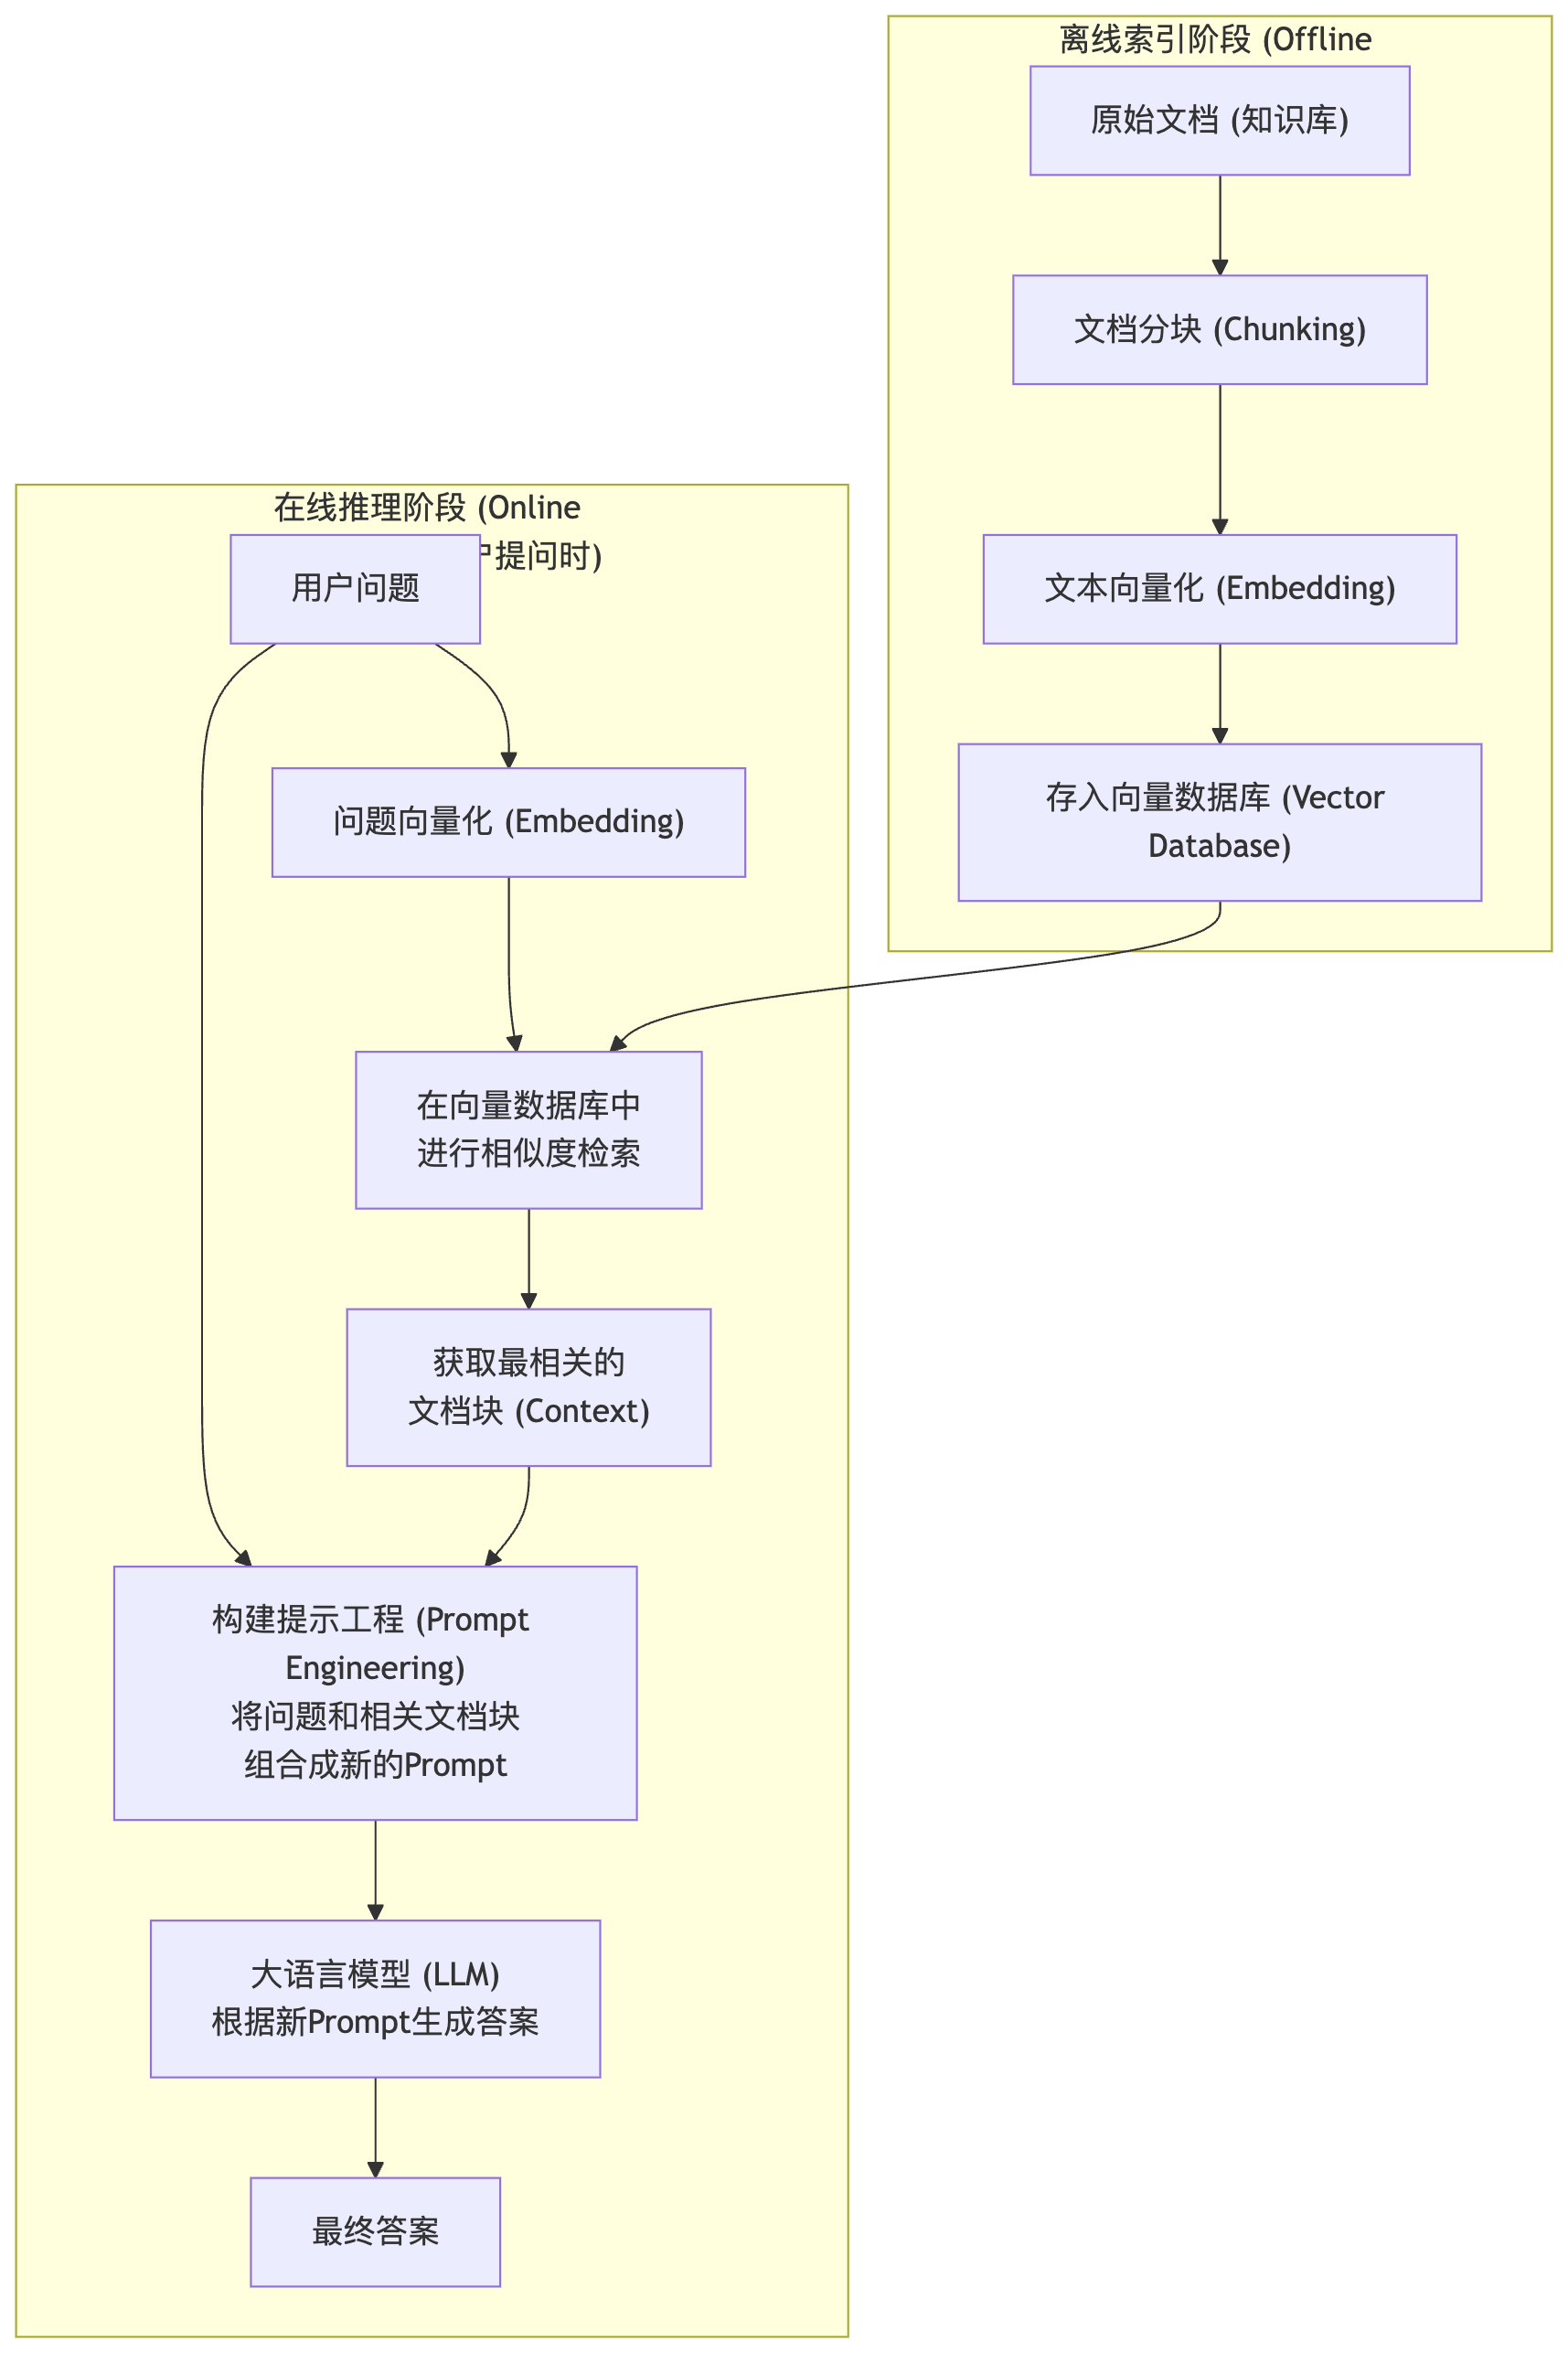 离线索引阶段 (Offline
原始文档 (知识库)
文档分块 (Chunking)
文本向量化 (Embedding)
存入向量数据库 (Vector
Database)
在线推理阶段 (Online
提问时)
用户问题
问题向量化 (Embedding)
在向量数据库中
进行相似度检索
获取最相关的
文档块 (Context)
构建提示工程 (Prompt
Engineering)
将问题和相关文档块
组合成新的Prompt
大语言模型 (LLM)
根据新Prompt生成答案
最终答案